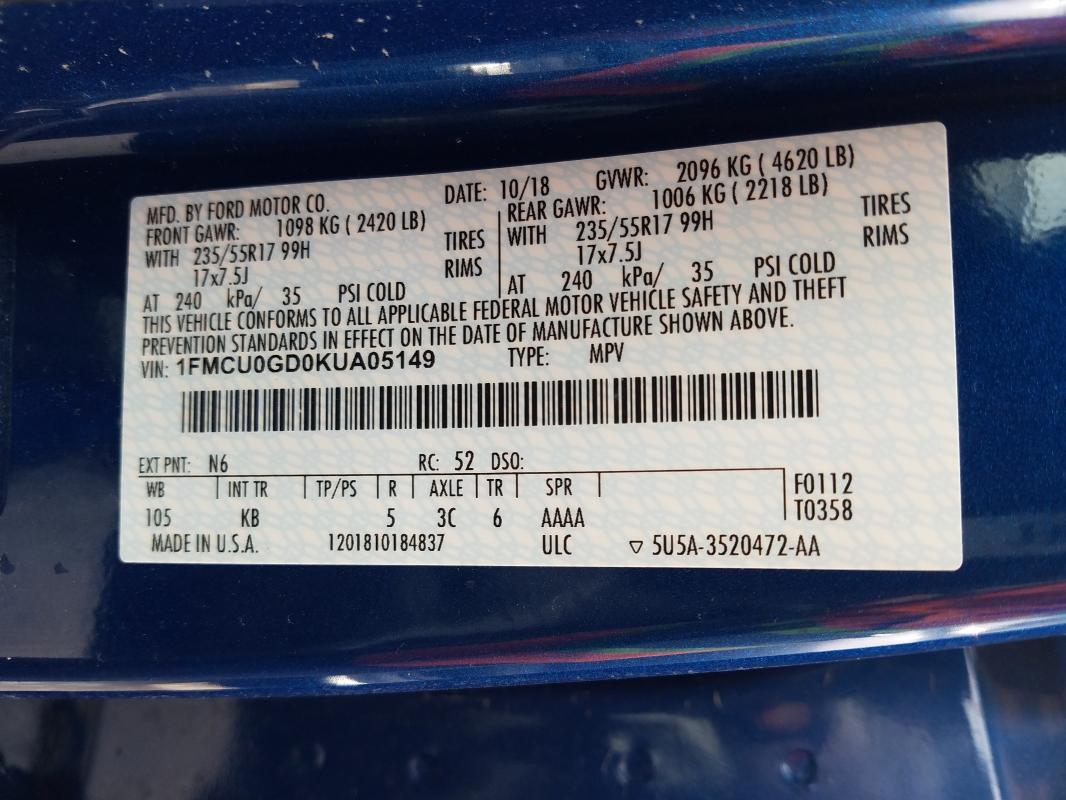 MFD. BY FORD MOTOR CO. DATE: 10/18 GVWR: 2096 KG ( 4620 LB)
FRONT GAWR: 1098 KG ( 2420 LB) REAR GAWR: 1006 KG ( 2218 LB)
WITH 235/55R17 99H TIRES WITH 235/55R17 99H TIRES
17x7.5J RIMS 17x7.5J RIMS
AT 240 kPa/ 35 PSI COLD AT 240 kPa/ 35 PSI COLD
THIS VEHICLE CONFORMS TO ALL APPLICABLE FEDERAL MOTOR VEHICLE SAFETY AND THEFT
PREVENTION STANDARDS IN EFFECT ON THE DATE OF MANUFACTURE SHOWN ABOVE.
VIN: 1FMCU0GD0KUA05149 TYPE: MPV
EXT PNT: N6 RC: 52 DSO:
WB INT TR TP/PS R AXLE TR SPR F0112
105 KB 5 3C 6 AAAA T0358
MADE IN U.S.A. 1201810184837 ULC ▽ 5U5A-3520472-AA